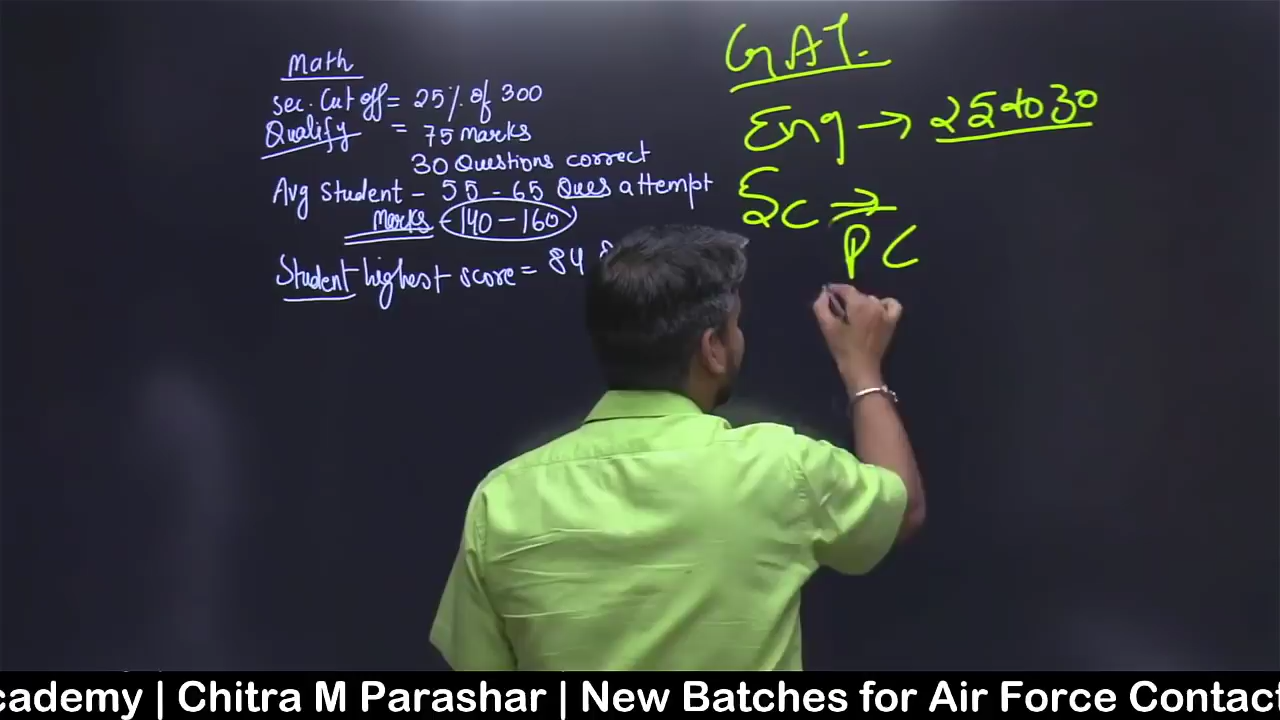 Math
Sec. Cut off = 25% of 300
Qualify = 75 marks
30 Questions correct
Avg student - 55 - 65 Ques attempt
Marks - 140 - 160
Student highest score = 84
GAT.
Eng → 25 to 30
Sc →
P C
cademy | Chitra M Parashar | New Batches for Air Force Contact